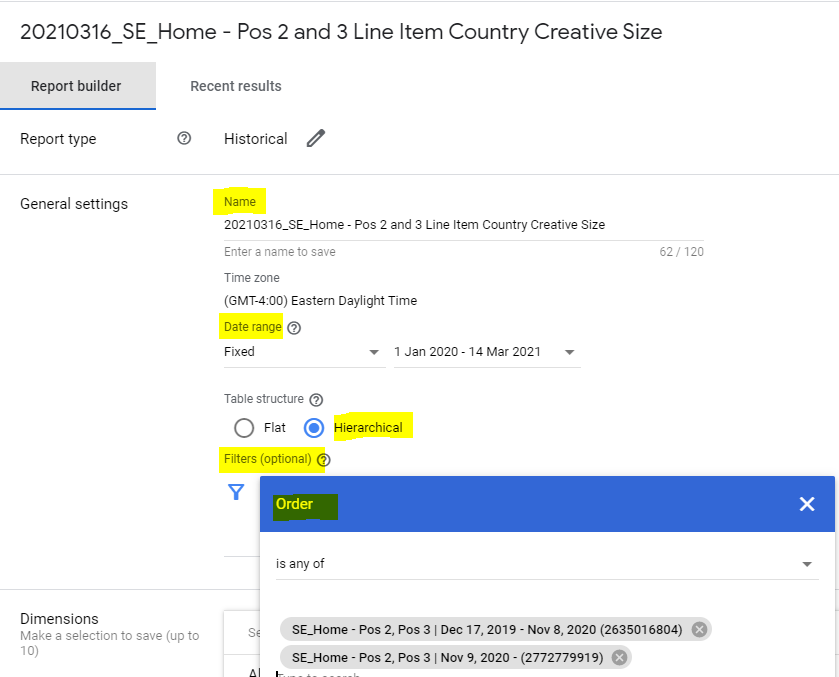 20210316_SE_Home - Pos 2 and 3 Line Item Country Creative Size
Report builder
Recent results
Report type
Historical
General settings
Name
20210316_SE_Home - Pos 2 and 3 Line Item Country Creative Size
Enter a name to save
62 / 120
Time zone
(GMT-4:00) Eastern Daylight Time
Date range
Fixed
1 Jan 2020 - 14 Mar 2021
Table structure
Flat
Hierarchical
Filters (optional)
Order
is any of
SE_Home - Pos 2, Pos 3 | Dec 17, 2019 - Nov 8, 2020 (2635016804)
SE_Home - Pos 2, Pos 3 | Nov 9, 2020 - (2772779919)
Dimensions
Make a selection to save (up to
10)